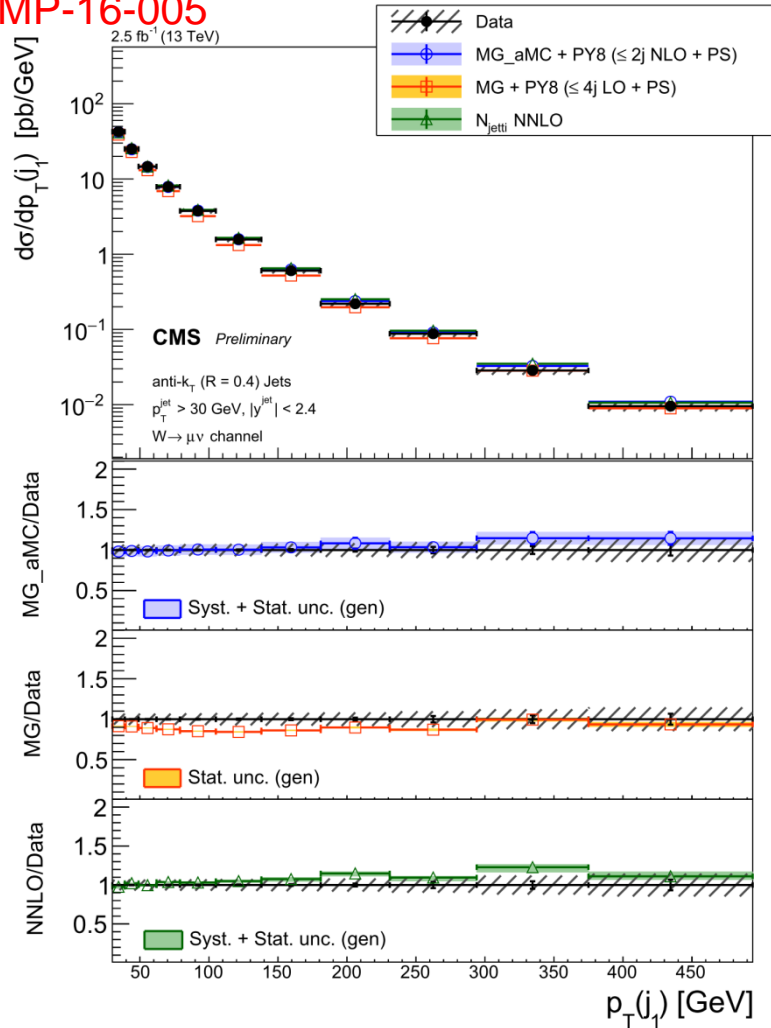 MP-16-005
2.5 fb⁻¹ (13 TeV)
Data
MG_aMC + PY8 (≤ 2j NLO + PS)
MG + PY8 (≤ 4j LO + PS)
N_jetti NNLO
dσ/dp_T(j_1) [pb/GeV]
10²
10
1
10⁻¹
10⁻²
CMS Preliminary
anti-k_T (R = 0.4) Jets
p_T^jet > 30 GeV, |y^jet| < 2.4
W→ μν channel
MG_aMC/Data
2
1.5
1
0.5
Syst. + Stat. unc. (gen)
MG/Data
2
1.5
1
0.5
Stat. unc. (gen)
NNLO/Data
2
1.5
1
0.5
Syst. + Stat. unc. (gen)
50 100 150 200 250 300 350 400 450
p_T(j_1) [GeV]